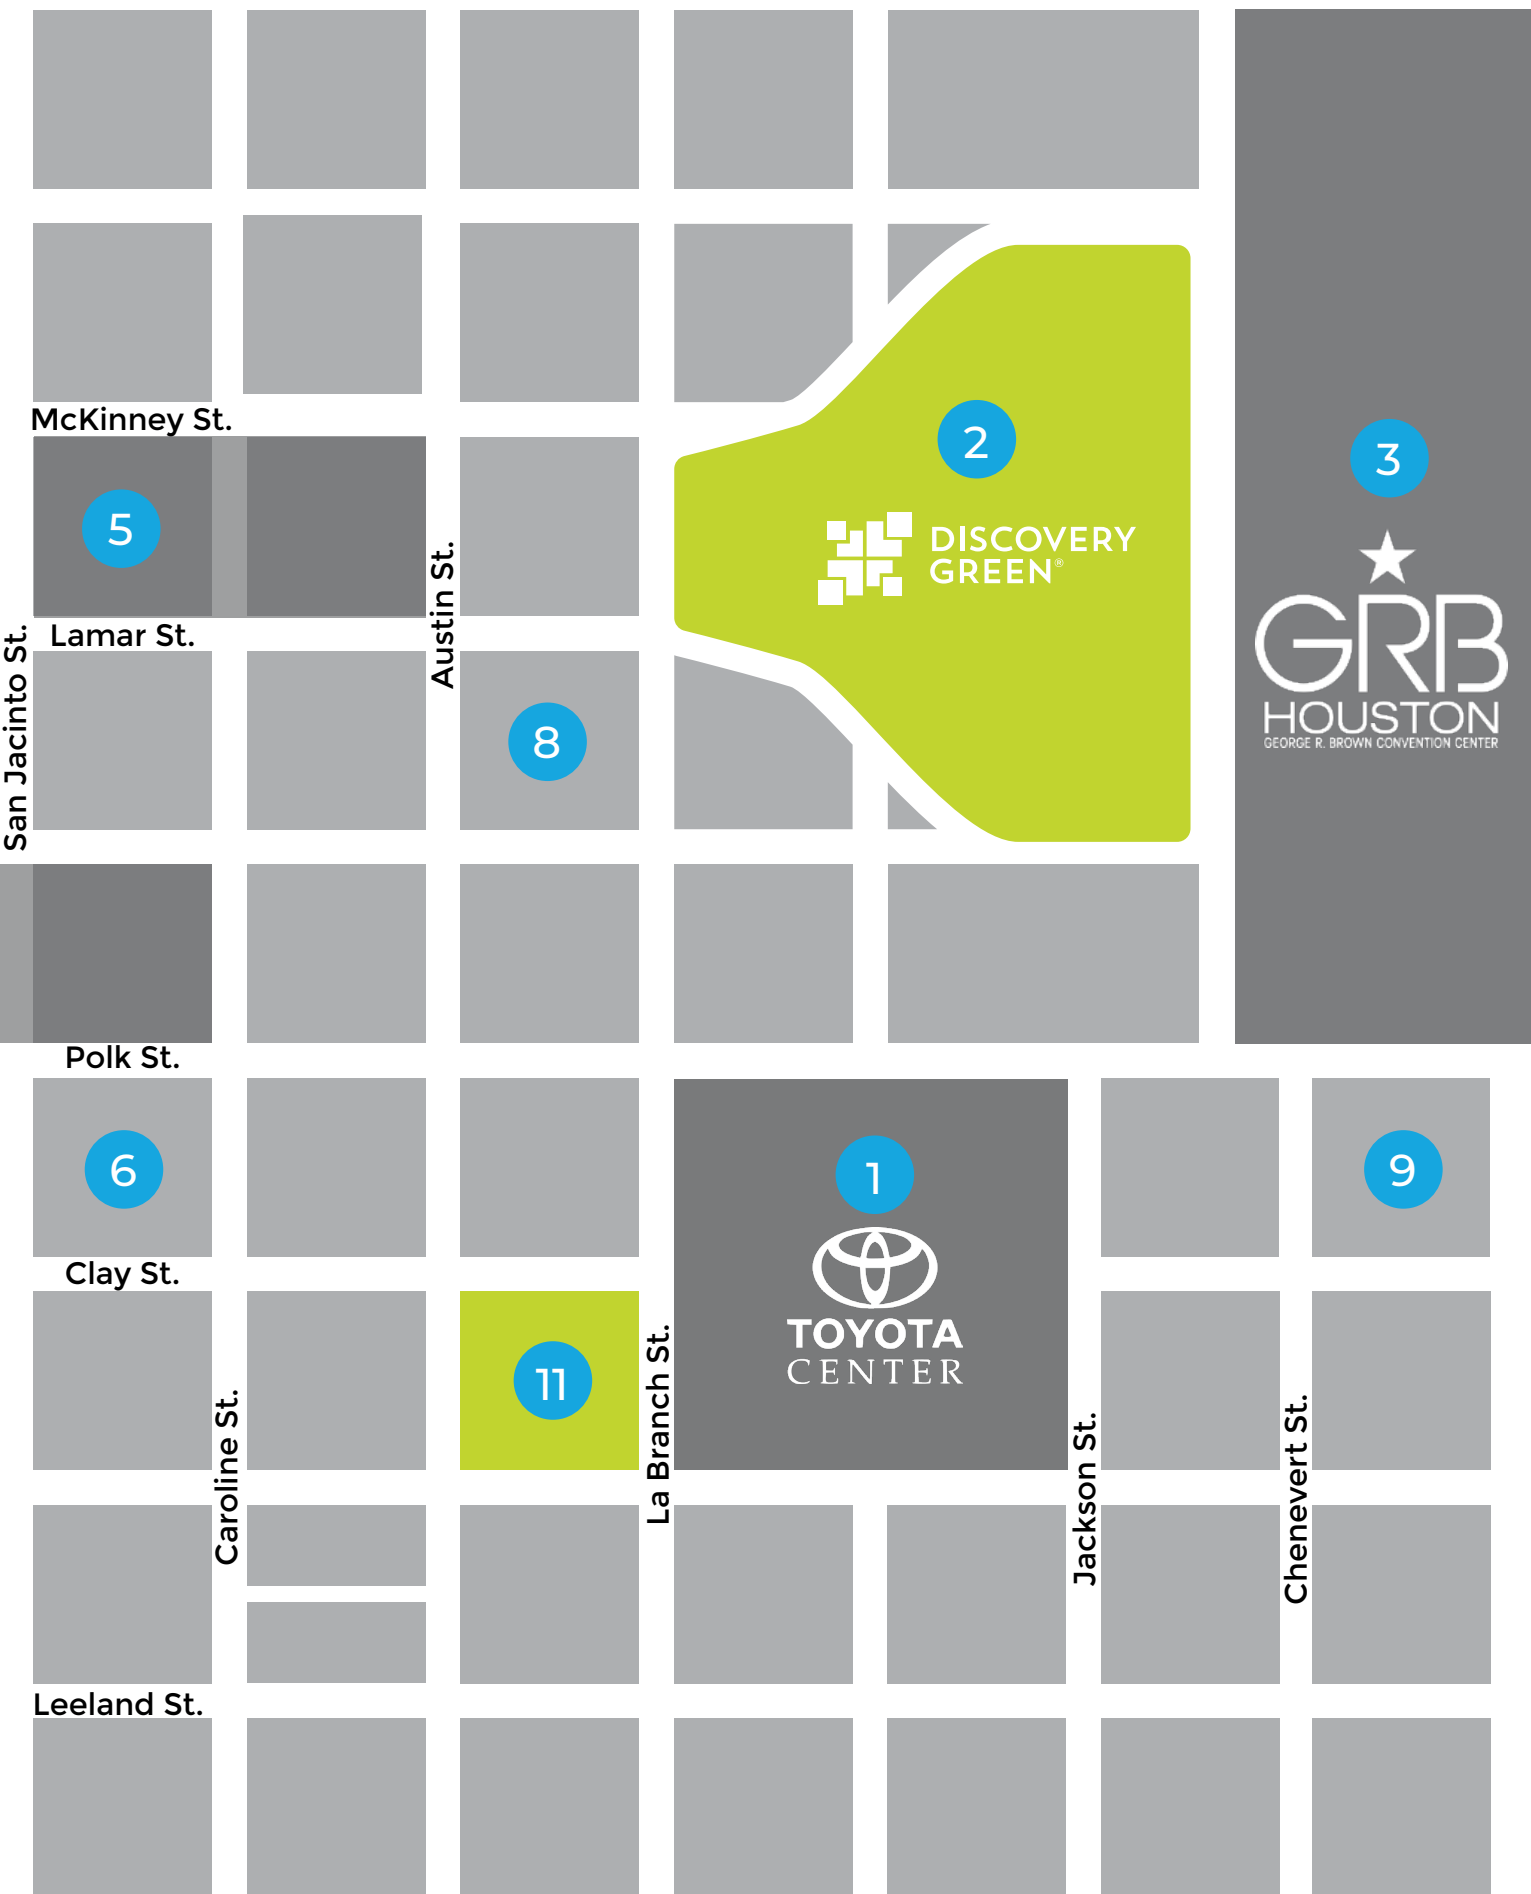 McKinney St.
2
3
5
DISCOVERY
GREEN®
Austin St.
San Jacinto St.
Lamar St.
GRB
HOUSTON
GEORGE R. BROWN CONVENTION CENTER
8
Polk St.
6
1
9
Clay St.
TOYOTA
CENTER
11
La Branch St.
Caroline St.
Jackson St.
Chenevert St.
Leeland St.